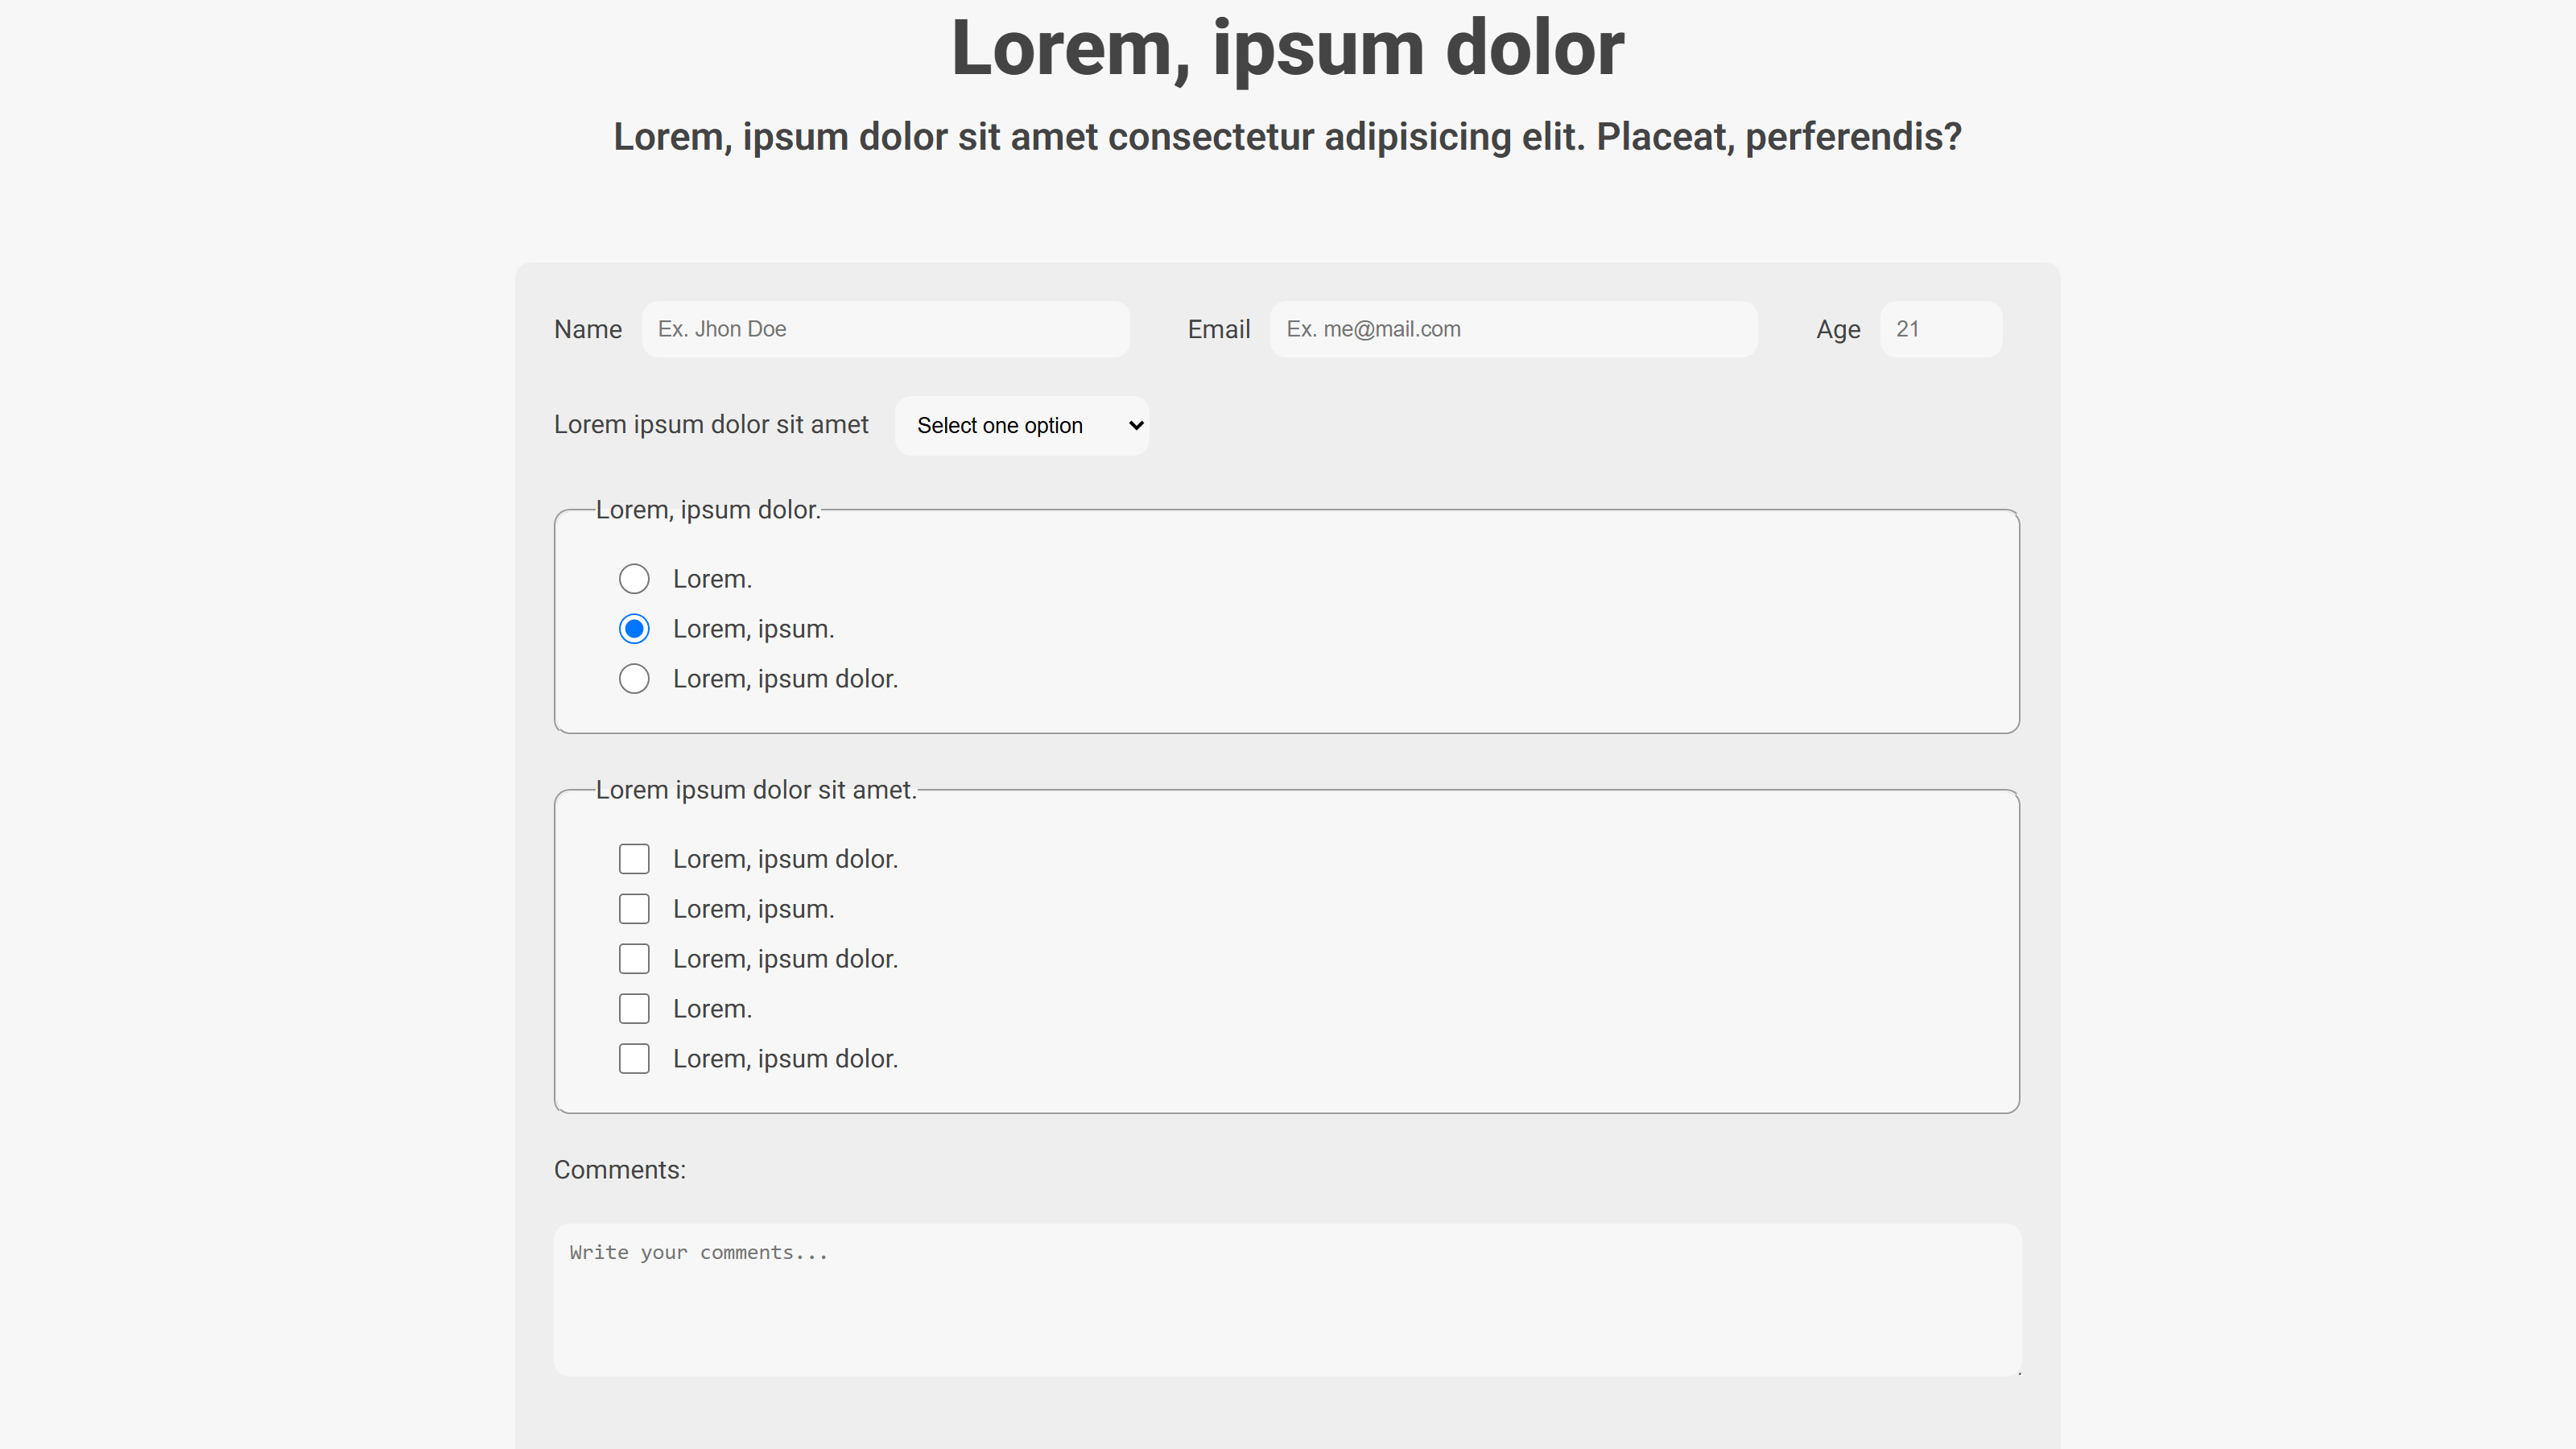 Lorem, ipsum dolor
Lorem, ipsum dolor sit amet consectetur adipisicing elit. Placeat, perferendis?
Name Ex. Jhon Doe Email Ex. me@mail.com Age 21
Lorem ipsum dolor sit amet Select one option
Lorem, ipsum dolor.
Lorem.
Lorem, ipsum.
Lorem, ipsum dolor.
Lorem ipsum dolor sit amet.
Lorem, ipsum dolor.
Lorem, ipsum.
Lorem, ipsum dolor.
Lorem.
Lorem, ipsum dolor.
Comments:
Write your comments...